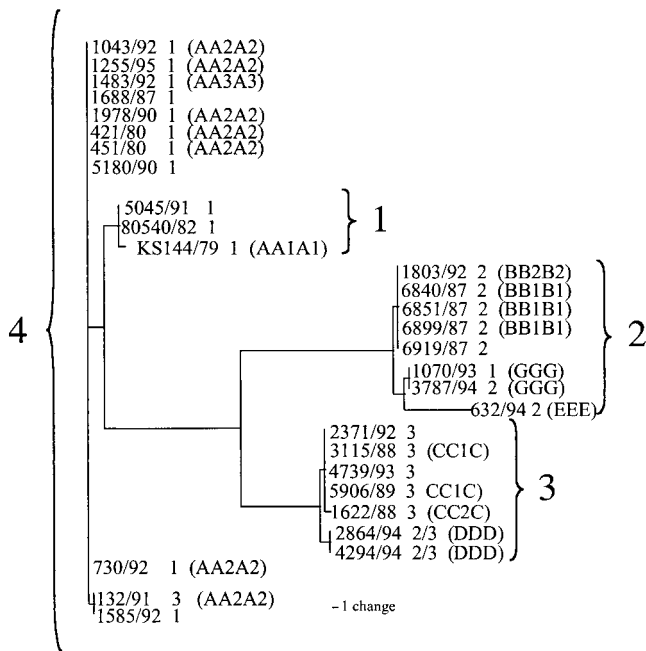 1043/92 1 (AA2A2)
1255/95 1 (AA2A2)
1483/92 1 (AA3A3)
1688/87 1
1978/90 1 (AA2A2)
421/80 1 (AA2A2)
451/80 1 (AA2A2)
5180/90 1
5045/91 1
80540/82 1
KS144/79 1 (AA1A1)
1
1803/92 2 (BB2B2)
6840/87 2 (BB1B1)
6851/87 2 (BB1B1)
6899/87 2 (BB1B1)
6919/87 2
1070/93 1 (GGG)
3787/94 2 (GGG)
632/94 2 (EEE)
2
4
2371/92 3
3115/88 3 (CC1C)
4739/93 3
5906/89 3 CC1C)
1622/88 3 (CC2C)
2864/94 2/3 (DDD)
4294/94 2/3 (DDD)
3
730/92 1 (AA2A2)
132/91 3 (AA2A2)
1585/92 1
1 change